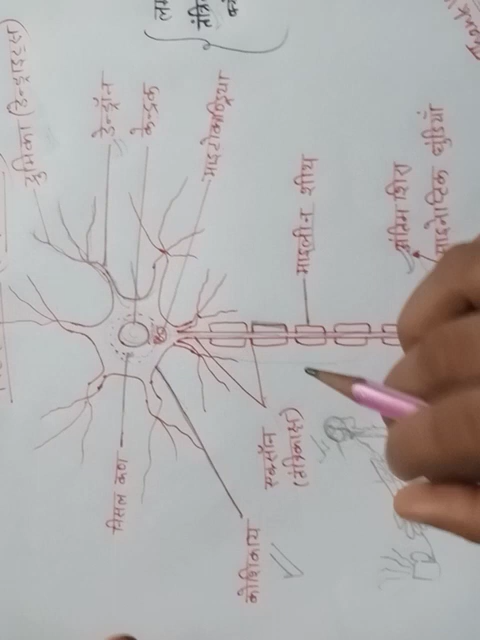 द्रुमिका (डेन्ड्राइट्स)
डेन्ड्रॉन
केन्द्रक
माइटोकॉण्ड्रिया
माइलीन शीथ
अंतिम शिरा
साइनेप्टिक घुंडियाँ
निसल कण
एक्सॉन
(तंत्रिकाक्ष)
कोशिकाय